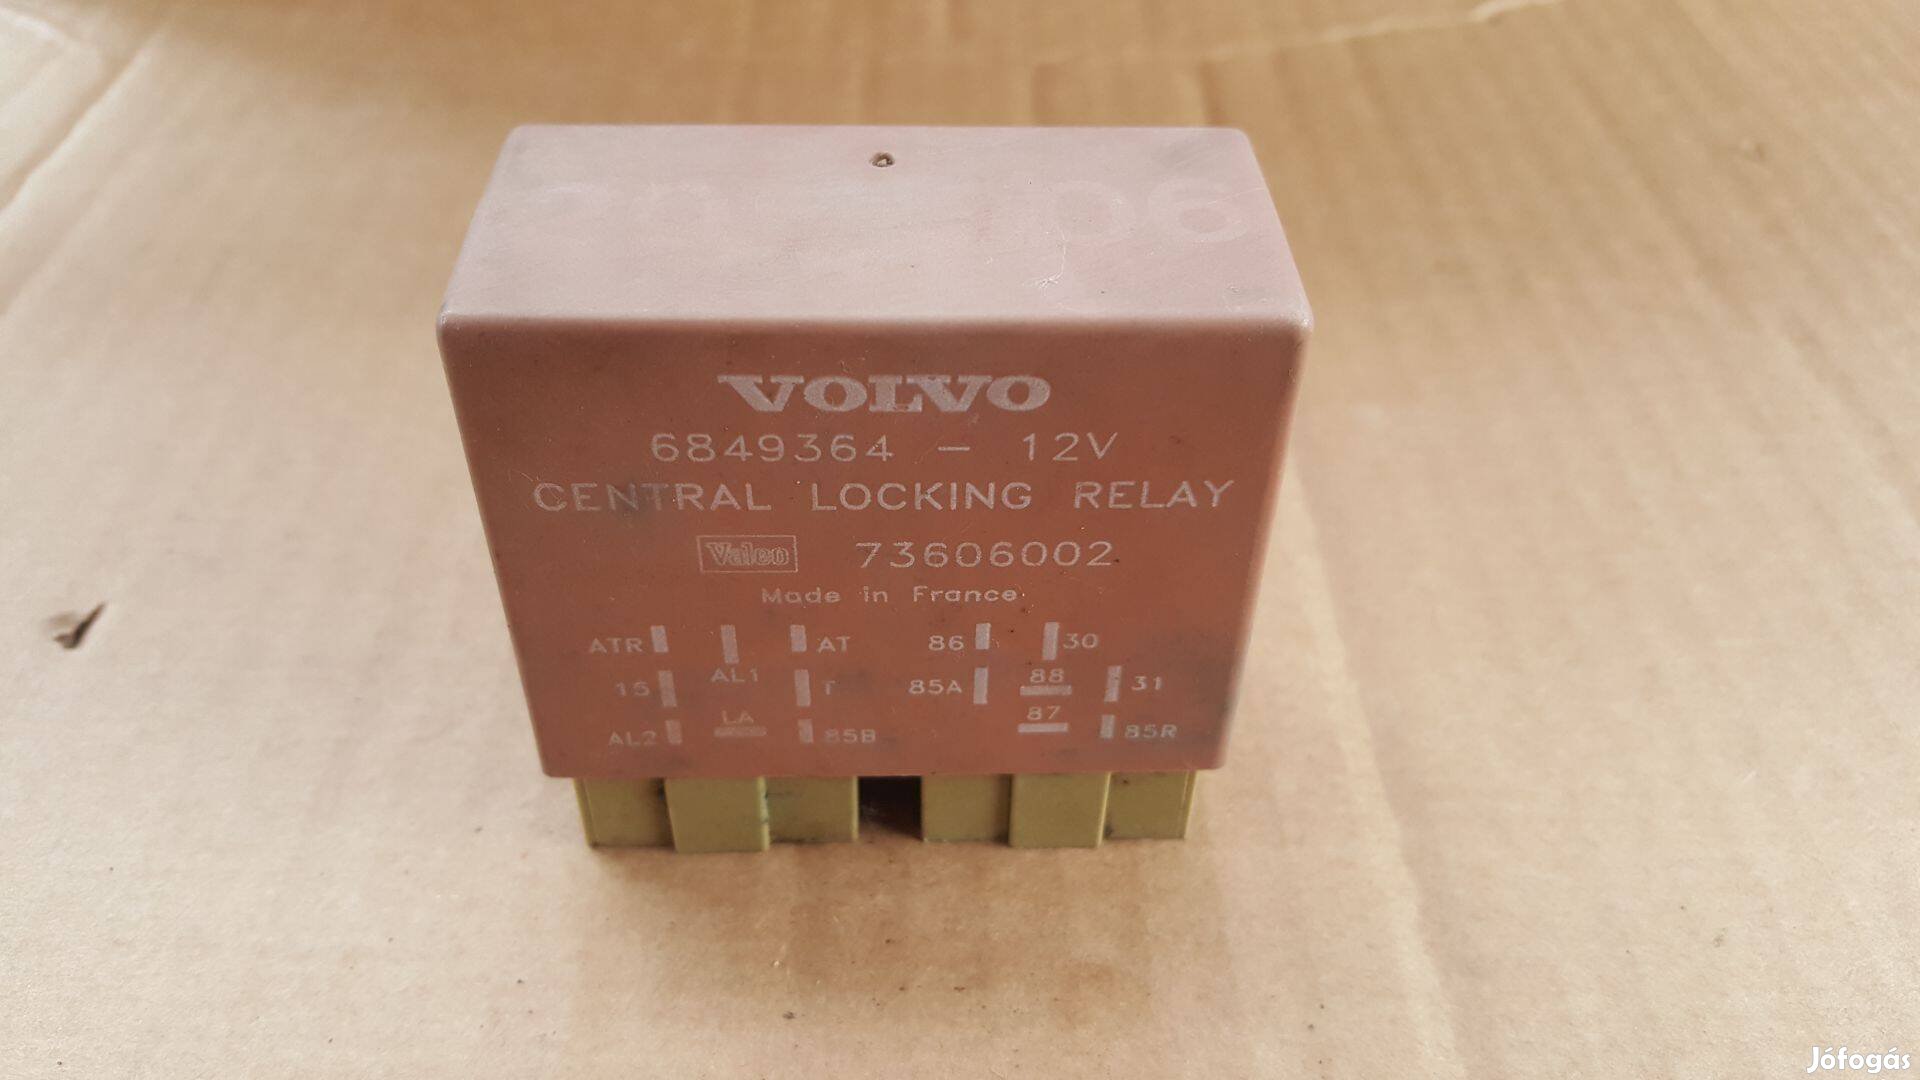 06
VOLVO
6849364 - 12V
CENTRAL LOCKING RELAY
Valeo 73606002
Made in France
ATR AT 86 30
AL1 88
15 T 85A 31
LA 87
AL2 85B 85R
Jófogás